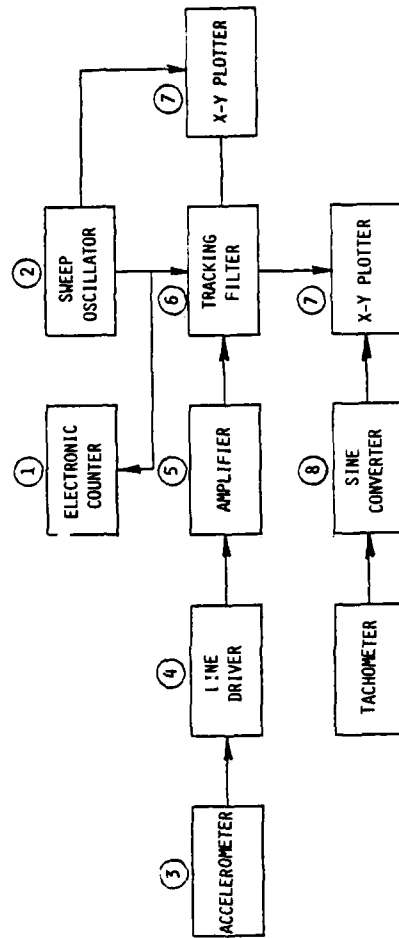 1
ELECTRONIC
COUNTER
2
SWEEP
OSCILLATOR
3
ACCELEROMETER
4
LINE
DRIVER
5
AMPLIFIER
6
TRACKING
FILTER
7
X-Y PLOTTER
TACHOMETER
8
SINE
CONVERTER
7
X-Y PLOTTER